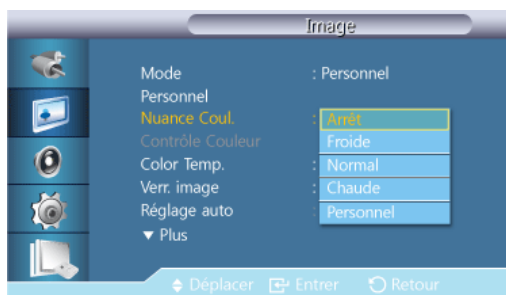 Image
Mode : Personnel
Personnel
Nuance Coul. : Arrêt
Contrôle Couleur Froide
Color Temp. : Normal
Verr. image : Chaude
Réglage auto : Personnel
▼ Plus
Déplacer Entrer Retour